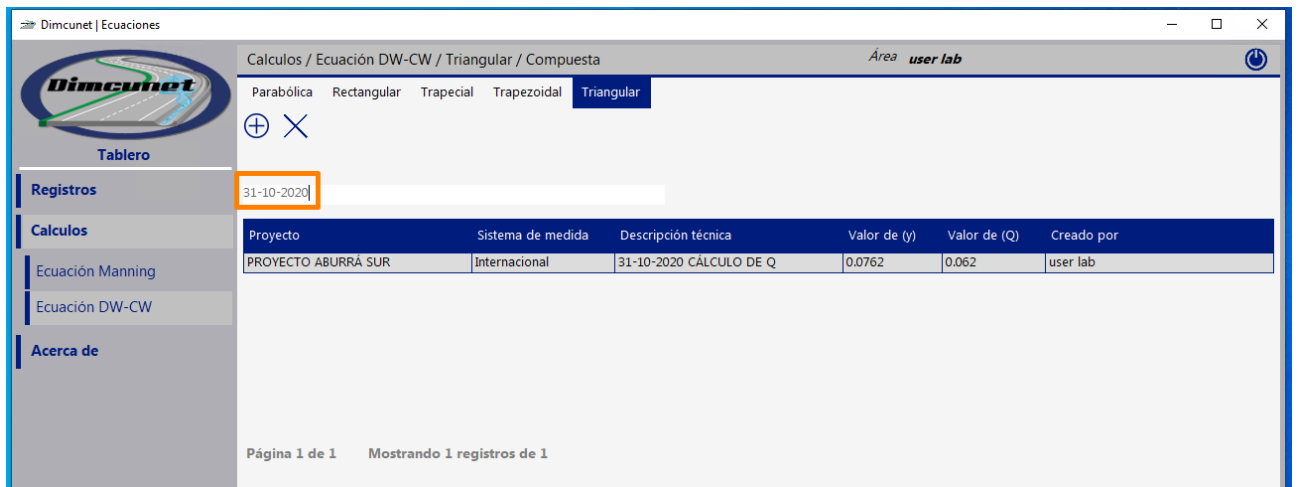 Dimcunet | Ecuaciones
Dimcunet
Tablero
Registros
Calculos
Ecuación Manning
Ecuación DW-CW
Acerca de
Calculos / Ecuación DW-CW / Triangular / Compuesta
Área user lab
Parabólica Rectangular Trapecial Trapezoidal Triangular
31-10-2020
Proyecto Sistema de medida Descripción técnica Valor de (y) Valor de (Q) Creado por
PROYECTO ABURRÁ SUR Internacional 31-10-2020 CÁLCULO DE Q 0.0762 0.062 user lab
Página 1 de 1 Mostrando 1 registros de 1